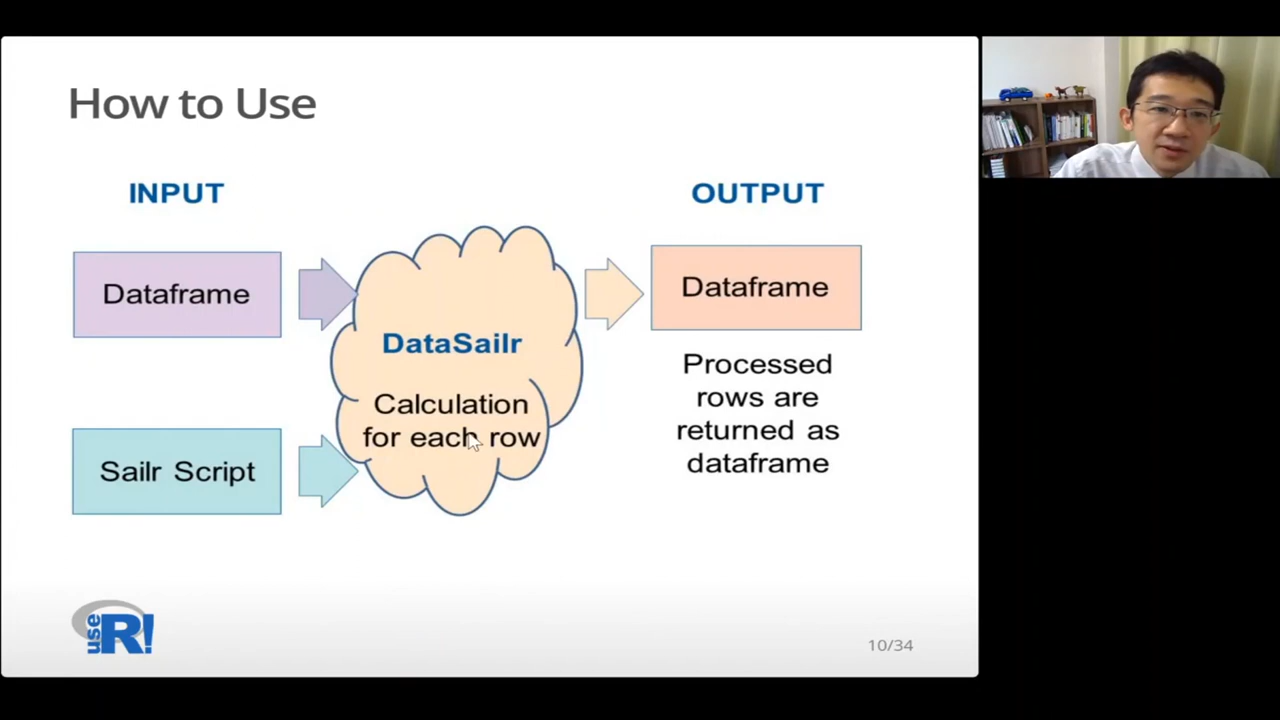 How to Use
INPUT
OUTPUT
Dataframe
Sailr Script
DataSailr
Calculation
for each row
Dataframe
Processed
rows are
returned as
dataframe
use
R!
10/34